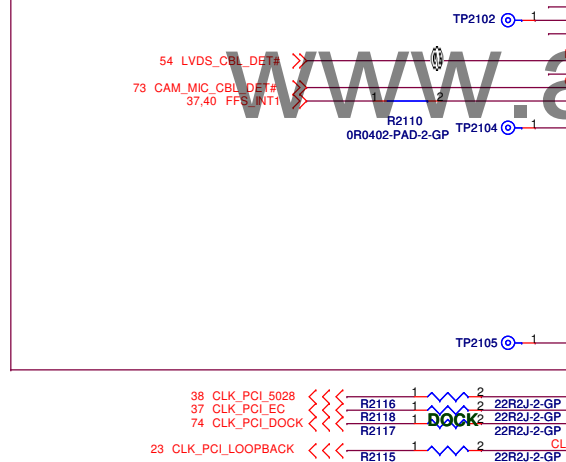 TP2102 1
54 LVDS_CBL_DET#
73 CAM_MIC_CBL_DET#
37,40 FFS_INT1 1 2
R2110
0R0402-PAD-2-GP
TP2104 1
www.a
TP2105 1
38 CLK_PCI_5028 1 2
R2116 22R2J-2-GP
37 CLK_PCI_EC 1 2
R2118 22R2J-2-GP
74 CLK_PCI_DOCK 1 DOCK 2
R2117 22R2J-2-GP
CL
23 CLK_PCI_LOOPBACK 1 2
R2115 22R2J-2-GP